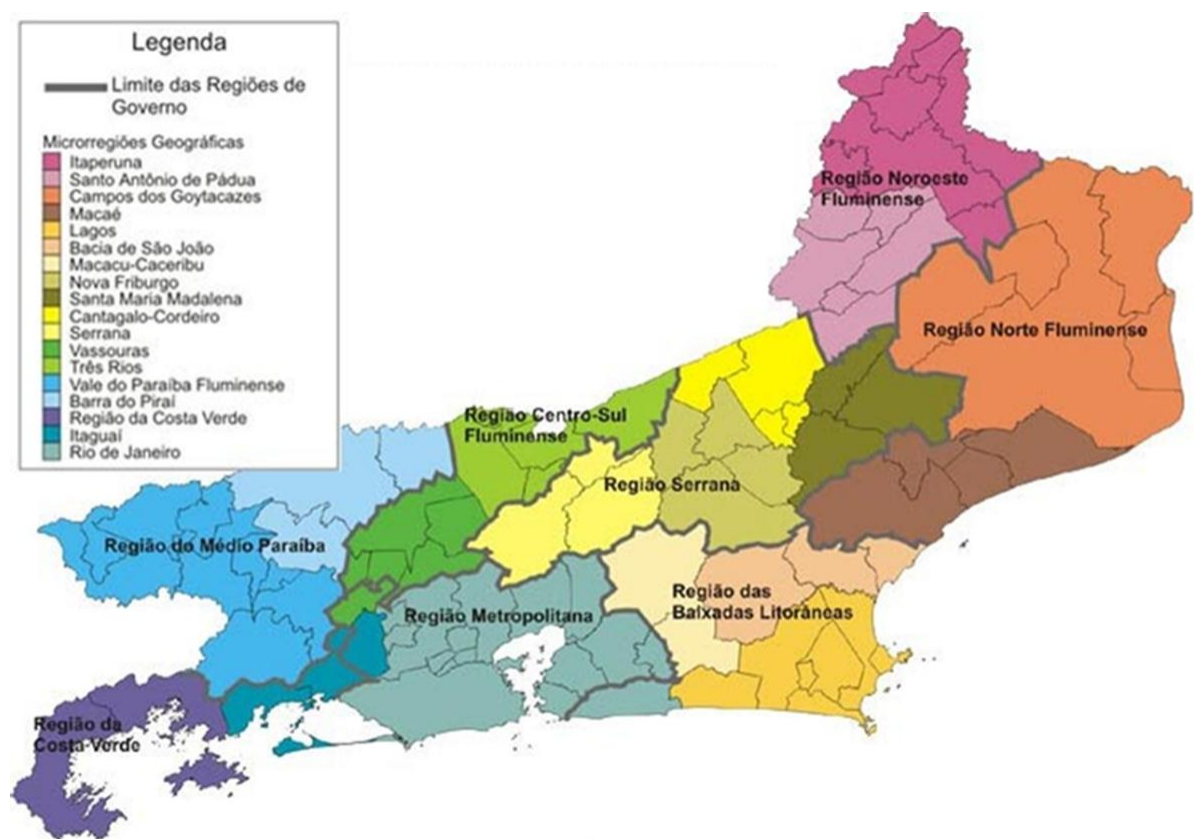 Legenda
Limite das Regiões de
Governo
Microrregiões Geográficas
Itaperuna
Santo Antônio de Pádua
Campos dos Goytacazes
Macaé
Lagos
Bacia de São João
Macacu-Caceribu
Nova Friburgo
Santa Maria Madalena
Cantagalo-Cordeiro
Serrana
Vassouras
Três Rios
Vale do Paraíba Fluminense
Barra do Piraí
Região da Costa Verde
Itaguaí
Rio de Janeiro
Região Noroeste
Fluminense
Região Norte Fluminense
Região Centro-Sul
Fluminense
Região Serrana
Região do Médio Paraíba
Região das
Baixadas Litorâneas
Região Metropolitana
Região da
Costa Verde